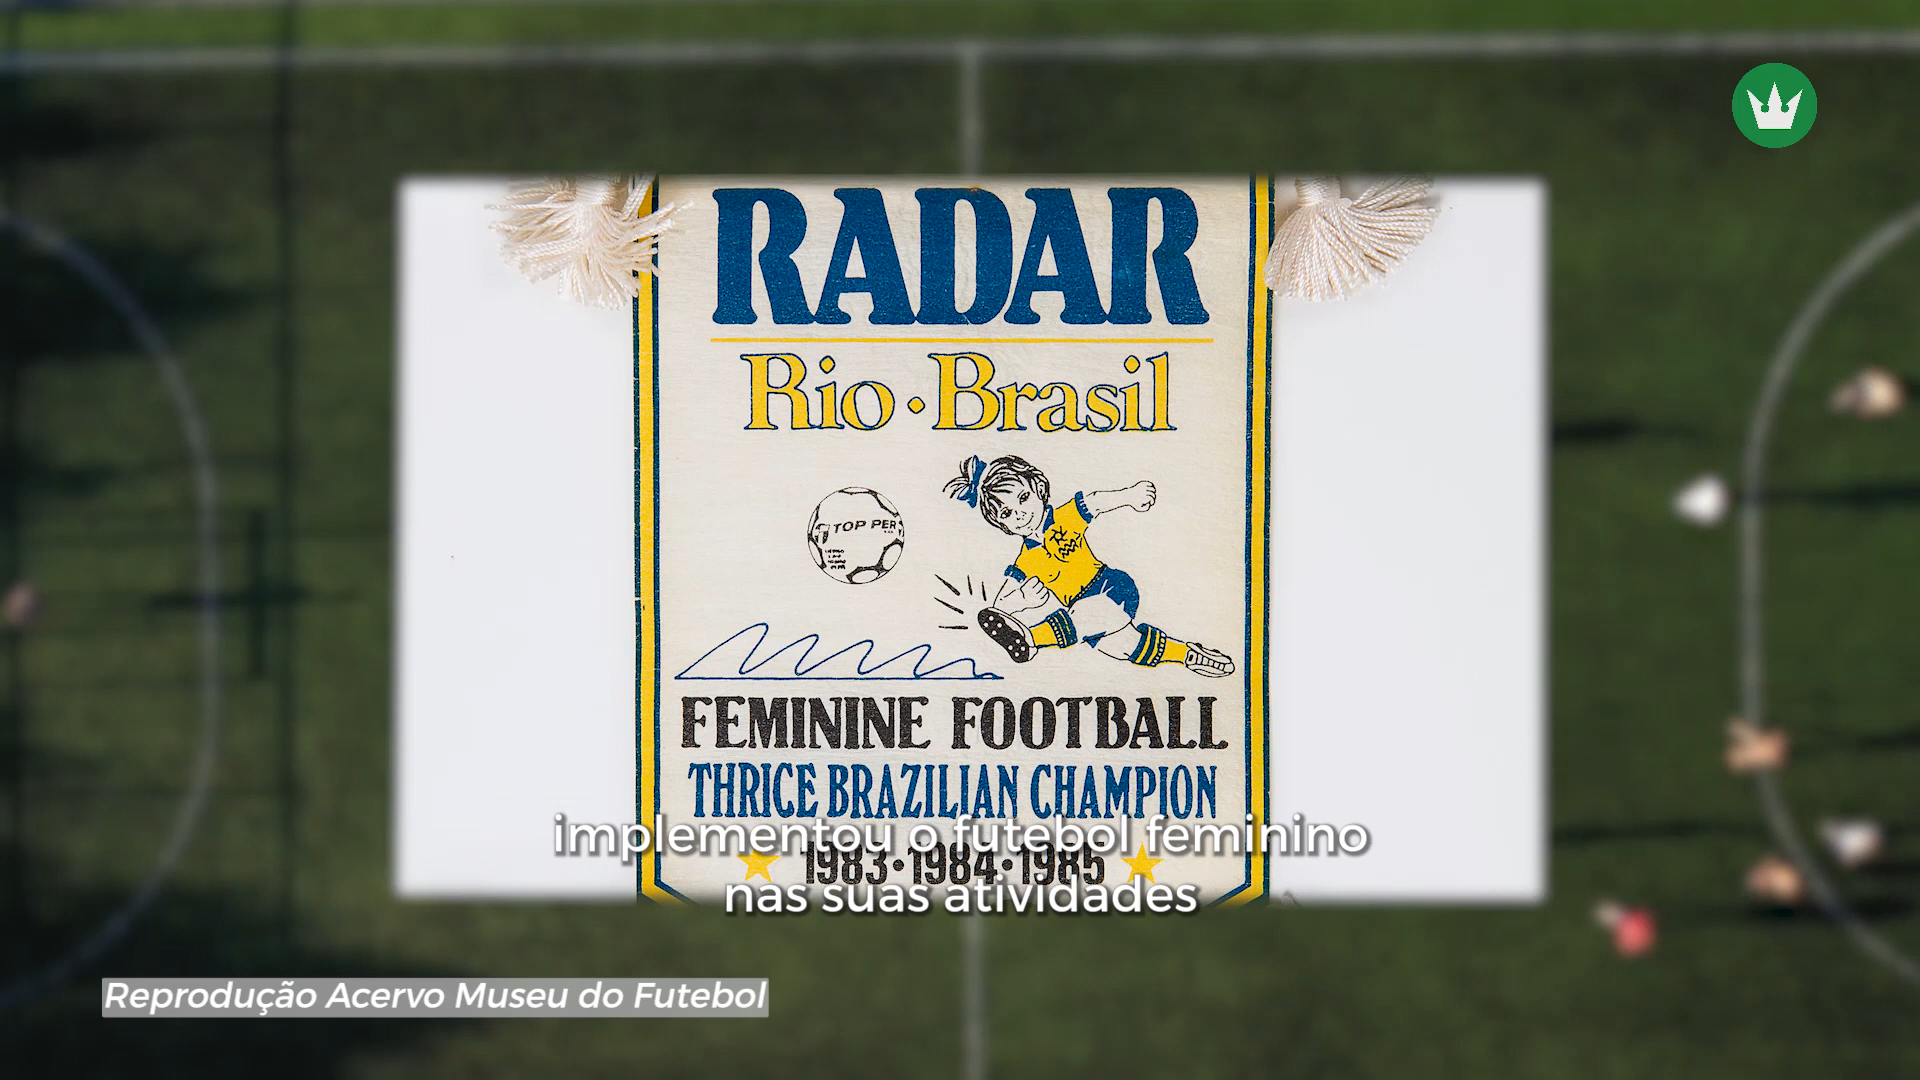 RADAR
Rio·Brasil
TOP PER
FEMININE FOOTBALL
THRICE BRAZILIAN CHAMPION
1983·1984·1985
implementou o futebol feminino
nas suas atividades
Reprodução Acervo Museu do Futebol